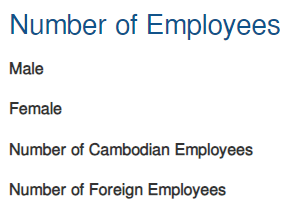 Number of Employees
Male
Female
Number of Cambodian Employees
Number of Foreign Employees